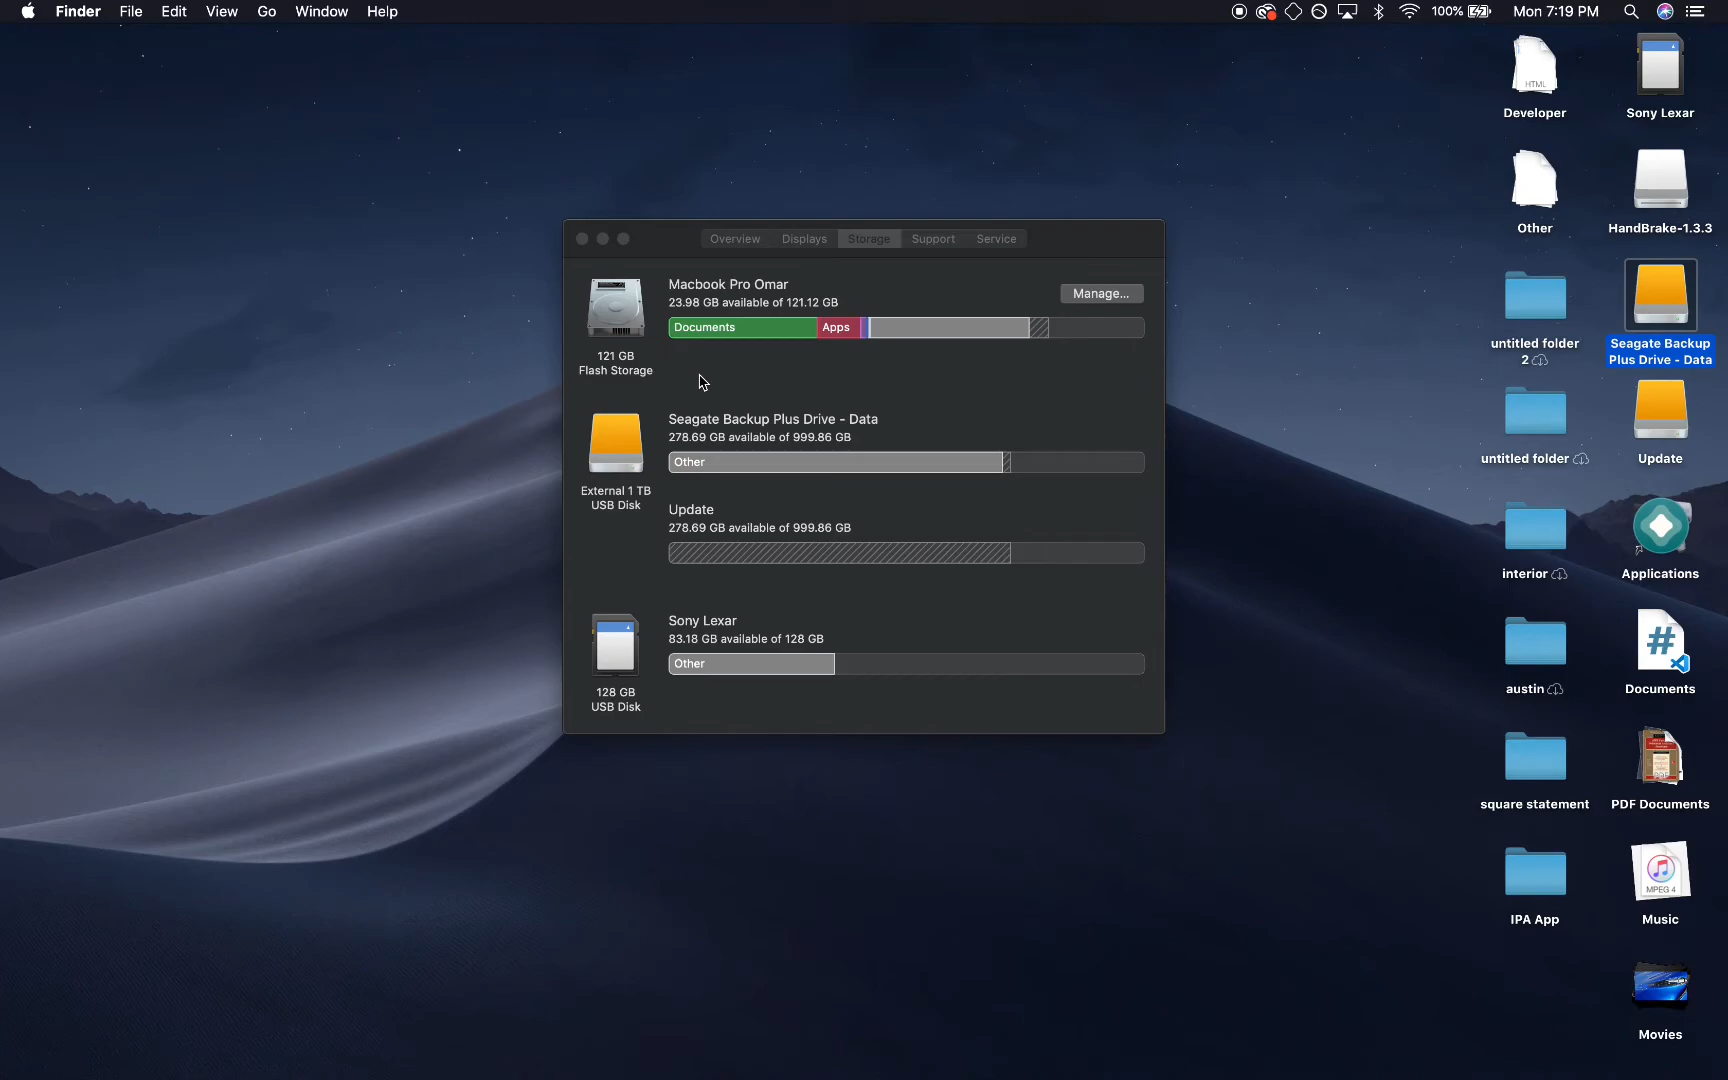 Finder File Edit View Go Window Help
100% Mon 7:19 PM
Overview Displays Storage Support Service
Macbook Pro Omar
23.98 GB available of 121.12 GB
Manage...
Documents Apps
121 GB
Flash Storage
Seagate Backup Plus Drive - Data
278.69 GB available of 999.86 GB
Other
External 1 TB
USB Disk
Update
278.69 GB available of 999.86 GB
Sony Lexar
83.18 GB available of 128 GB
Other
128 GB
USB Disk
HTML
Developer
Sony Lexar
Other
HandBrake-1.3.3
untitled folder
2
Seagate Backup
Plus Drive - Data
untitled folder
Update
interior
Applications
austin
#
Documents
square statement
PDF Documents
IPA App
MPEG 4
Music
Movies